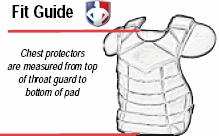 Fit Guide
Chest protectors
are measured from top
of throat guard to
bottom of pad